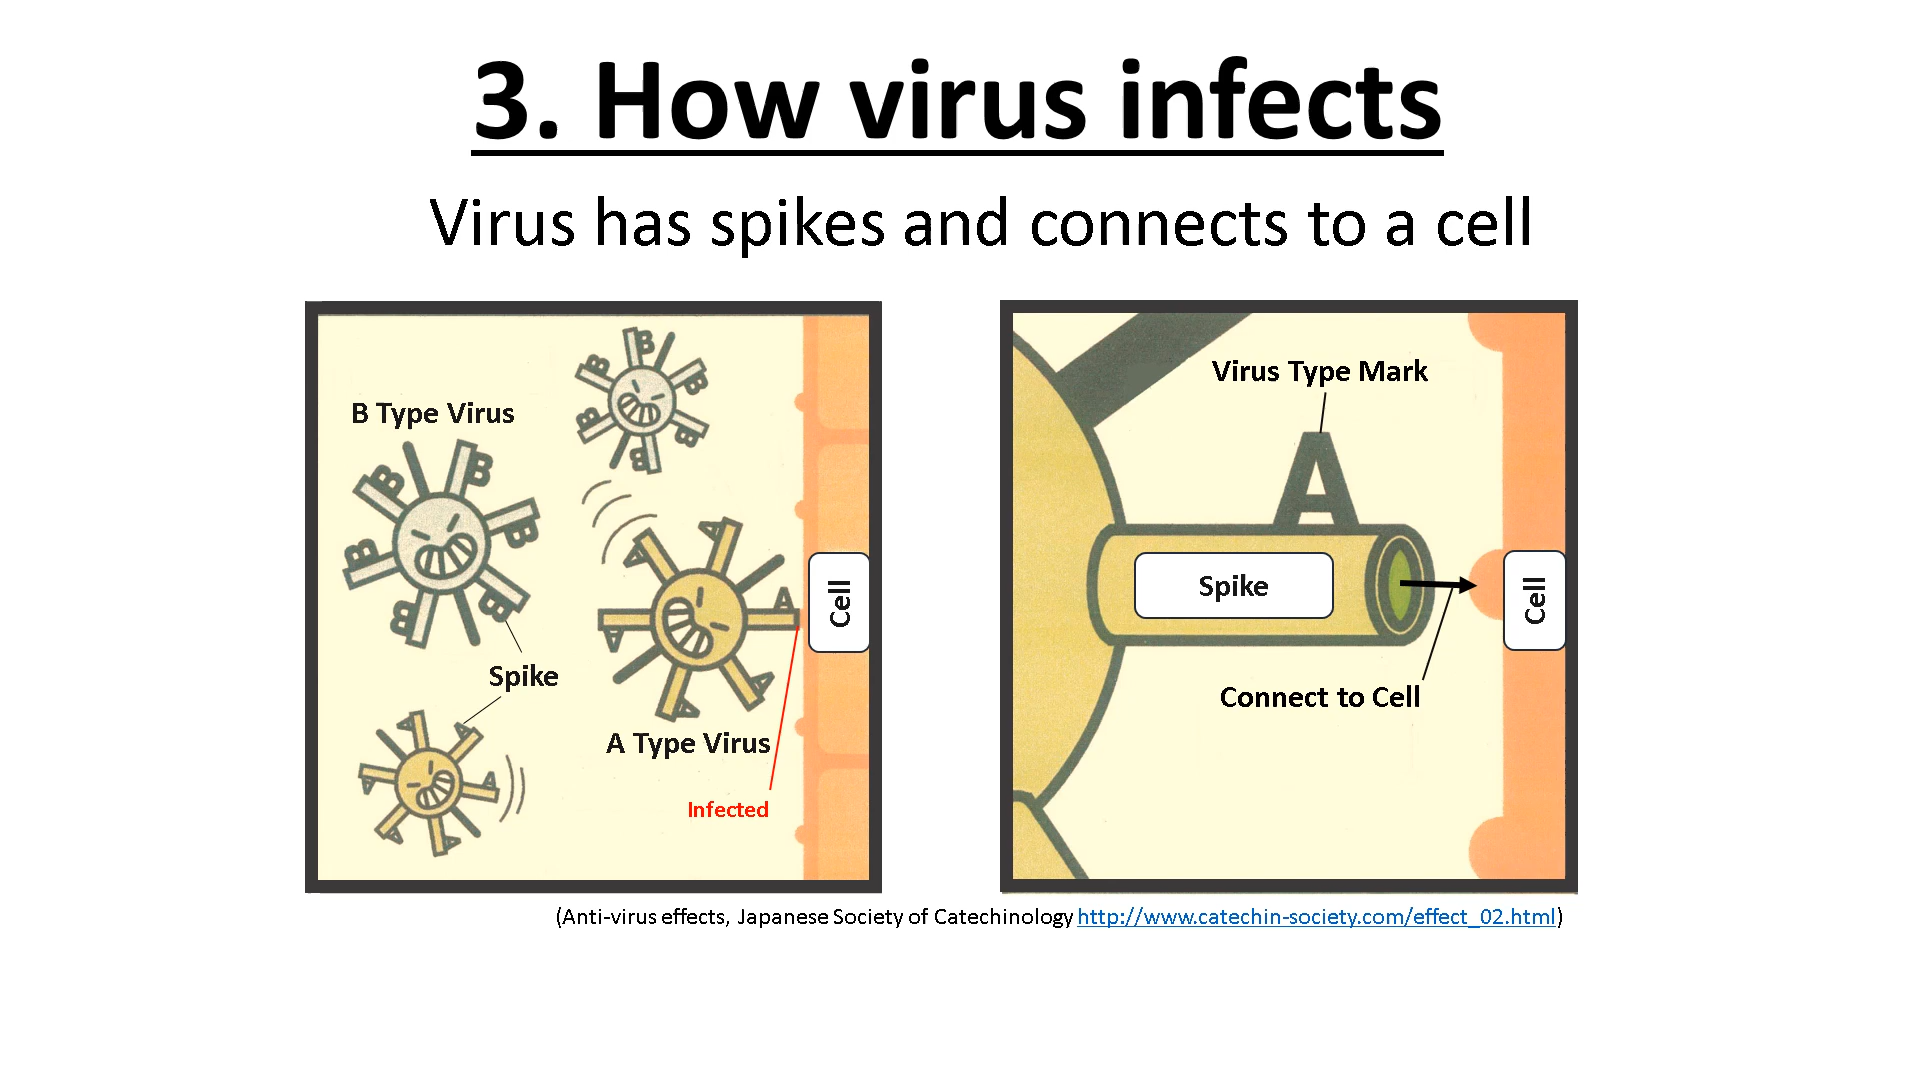 3. How virus infects
Virus has spikes and connects to a cell
B Type Virus
B
B
B
B
B
B
B
B
B
B
B
B
Spike
A
A
A
A
A
A
A
A
A
A
A
A
A Type Virus
Infected
Cell
Virus Type Mark
A
Spike
Cell
Connect to Cell
(Anti-virus effects, Japanese Society of Catechinology http://www.catechin-society.com/effect_02.html)